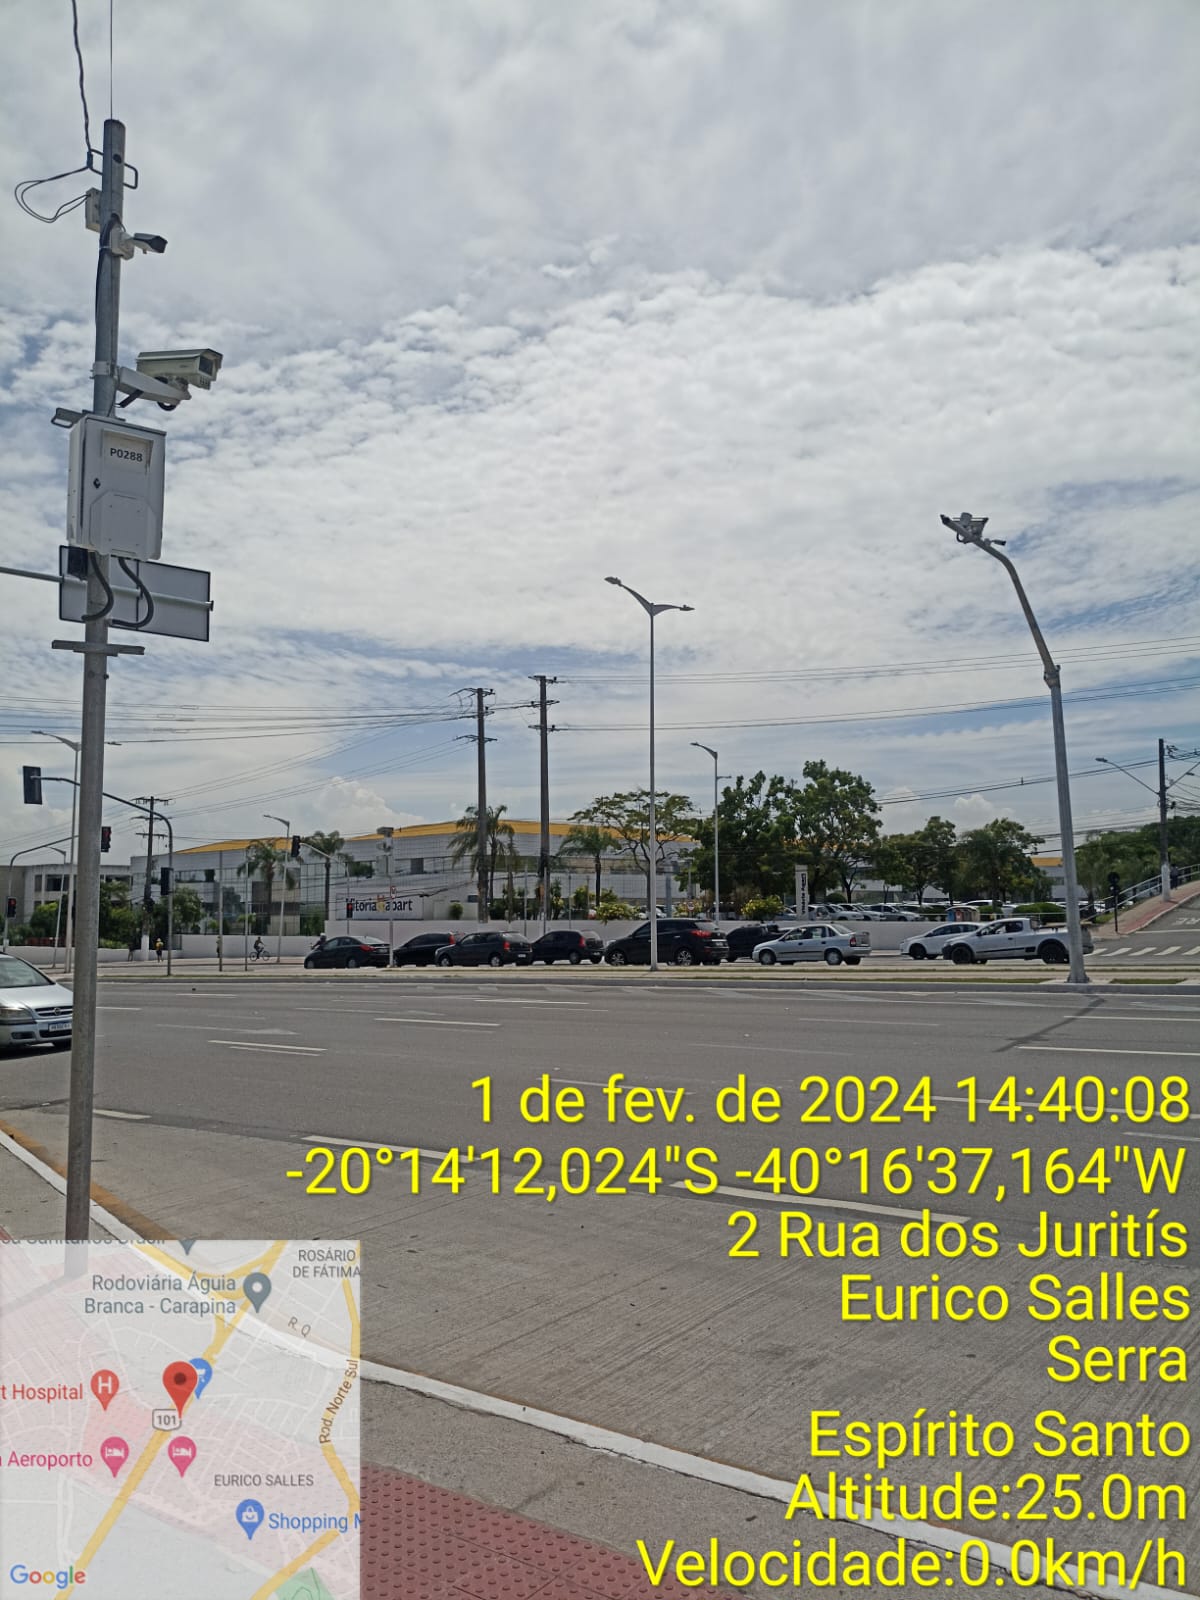 P0288
Vitoria Apart
1 de fev. de 2024 14:40:08
-20°14'12,024"S -40°16'37,164"W
2 Rua dos Juritís
Eurico Salles
Serra
Espírito Santo
Altitude:25.0m
Velocidade:0.0km/h
ROSÁRIO
DE FÁTIMA
Rodoviária Águia
Branca - Carapina
R. Q
Hospital
101
Rod. Norte Sul
Aeroporto
EURICO SALLES
Shopping
Google